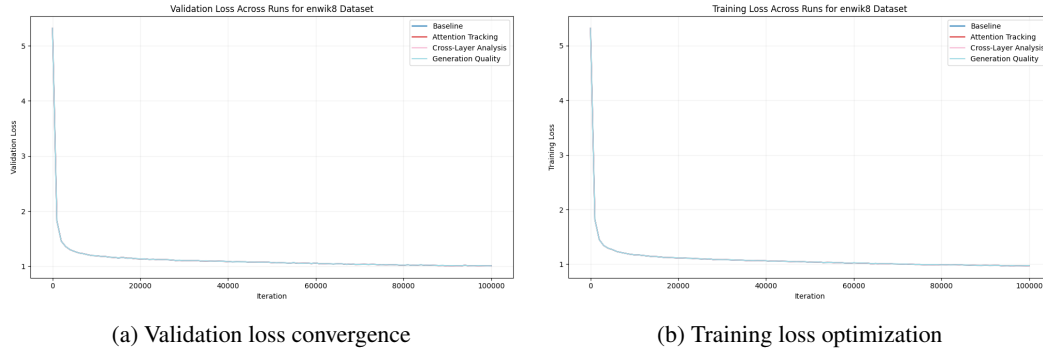 Validation Loss Across Runs for enwik8 Dataset
Baseline
Attention Tracking
Cross-Layer Analysis
Generation Quality
Validation Loss
5
4
3
2
1
0
20000
40000
60000
80000
100000
Iteration
(a) Validation loss convergence
Training Loss Across Runs for enwik8 Dataset
Baseline
Attention Tracking
Cross-Layer Analysis
Generation Quality
Training Loss
5
4
3
2
1
0
20000
40000
60000
80000
100000
Iteration
(b) Training loss optimization